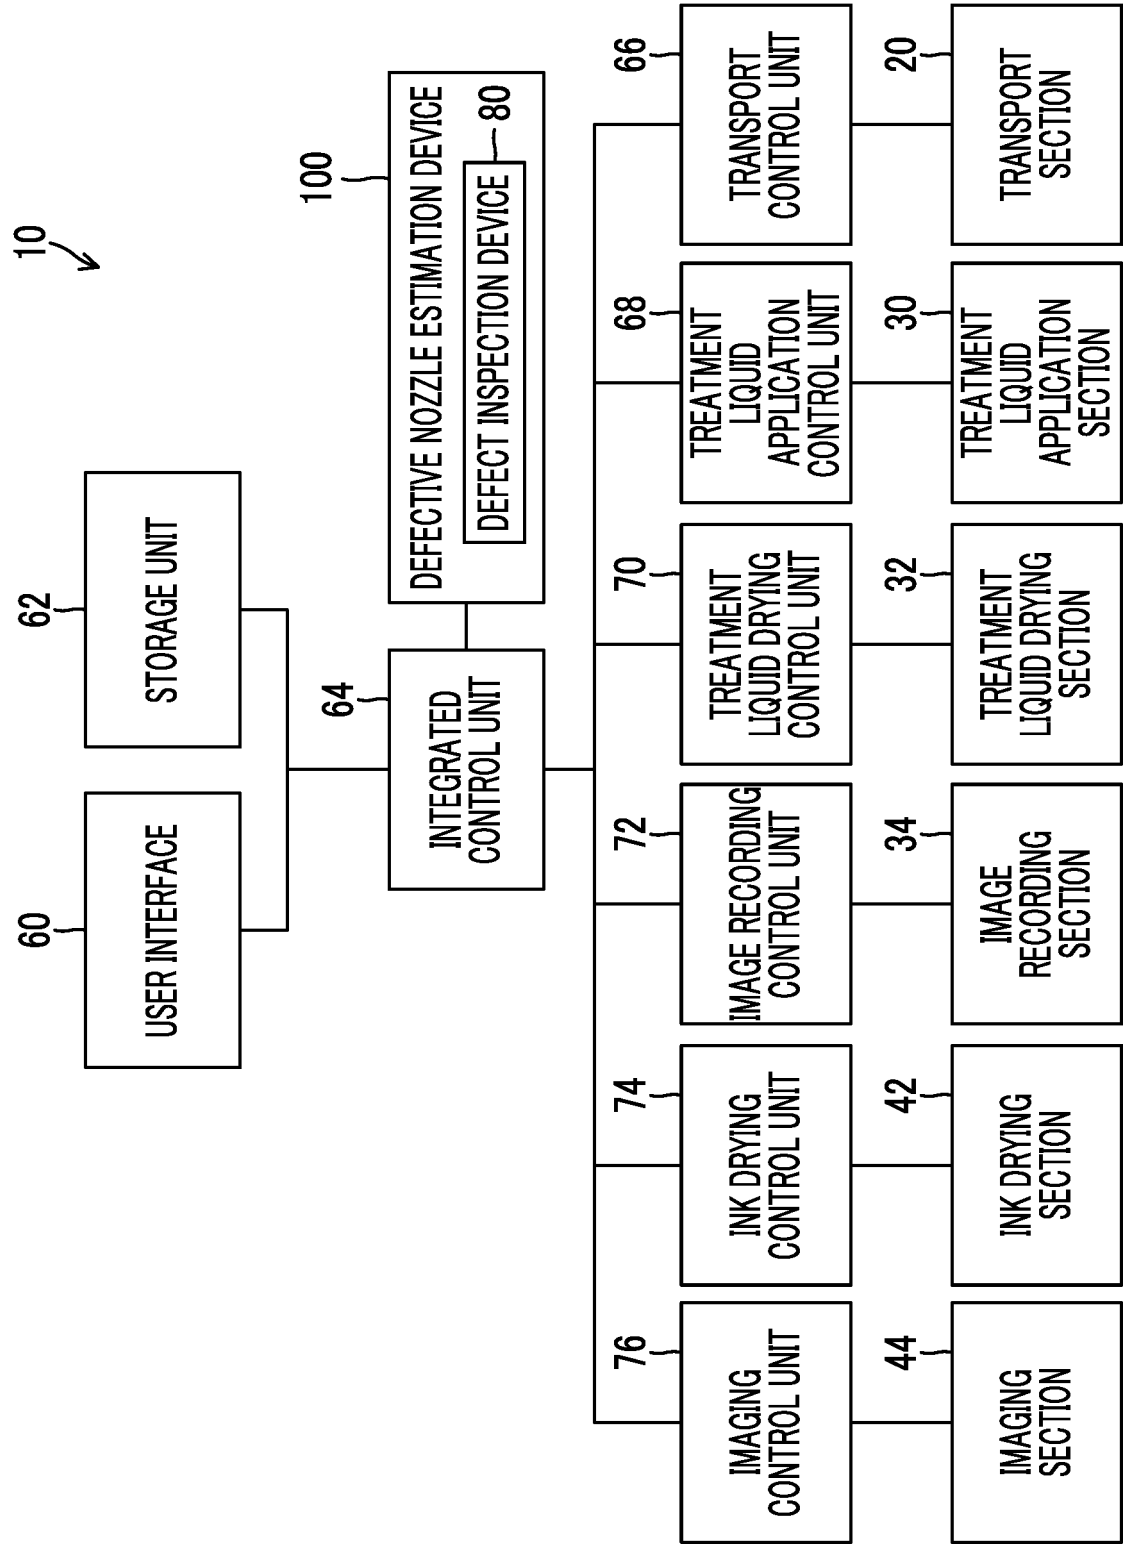 10
60
USER INTERFACE
62
STORAGE UNIT
64
INTEGRATED
CONTROL UNIT
100
DEFECTIVE NOZZLE ESTIMATION DEVICE
80
DEFECT INSPECTION DEVICE
76
IMAGING
CONTROL UNIT
74
INK DRYING
CONTROL UNIT
72
IMAGE RECORDING
CONTROL UNIT
70
TREATMENT
LIQUID DRYING
CONTROL UNIT
68
TREATMENT
LIQUID
APPLICATION
CONTROL UNIT
66
TRANSPORT
CONTROL UNIT
44
IMAGING
SECTION
42
INK DRYING
SECTION
34
IMAGE
RECORDING
SECTION
32
TREATMENT
LIQUID DRYING
SECTION
30
TREATMENT
LIQUID
APPLICATION
SECTION
20
TRANSPORT
SECTION